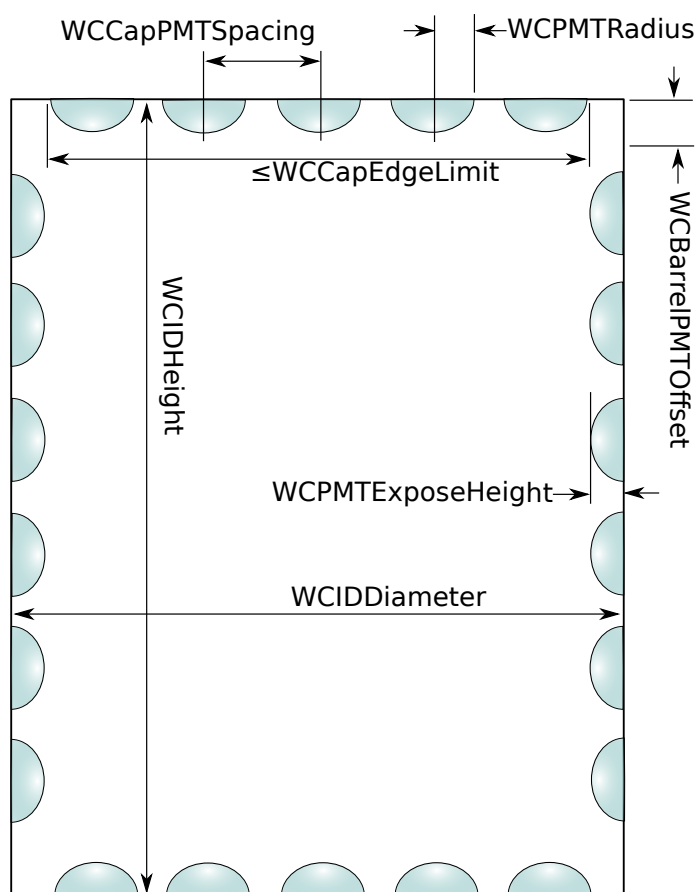 WCCapPMTSpacing
WCPMTRadius
≤WCCapEdgeLimit
WCBarrelPMTOffset
WCIDHeight
WCPMTExposeHeight
WCIDDiameter